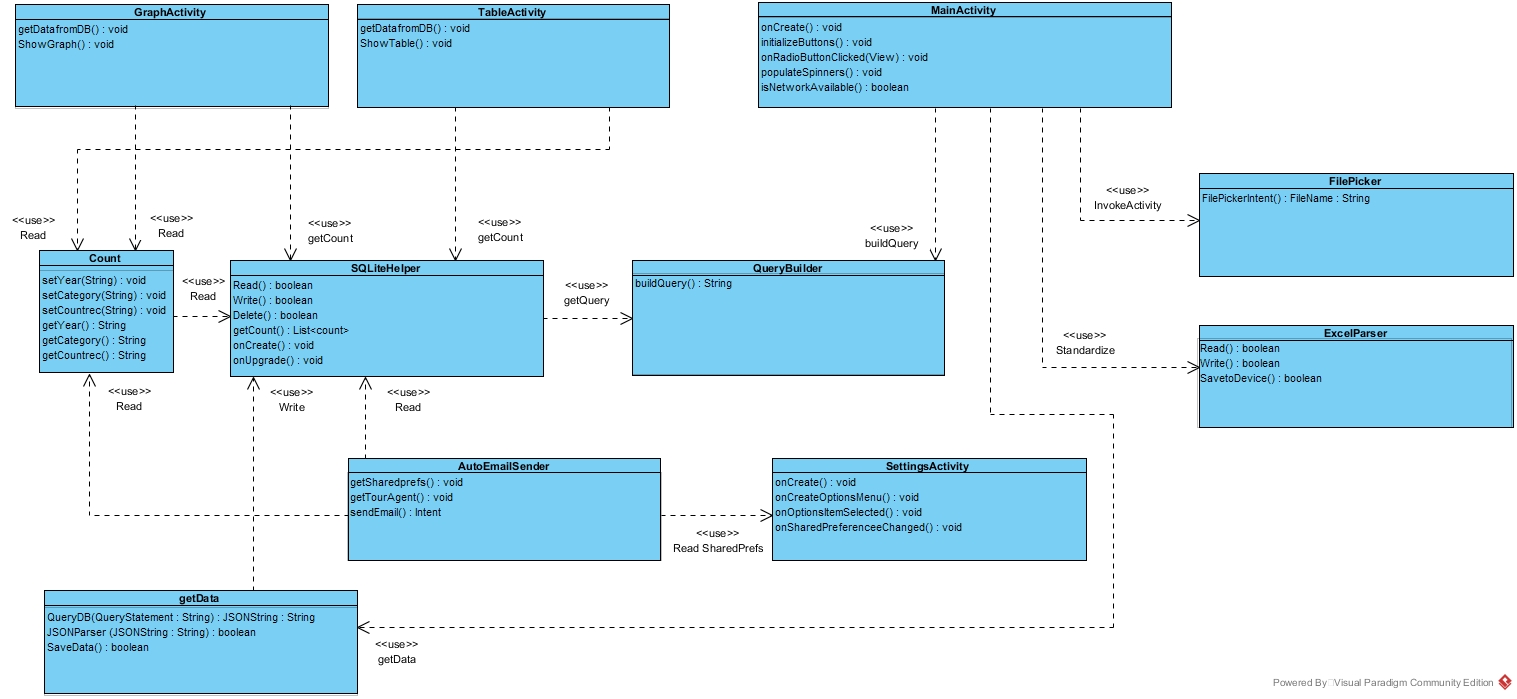 GraphActivity
getDatafromDB() : void
ShowGraph() : void
TableActivity
getDatafromDB() : void
ShowTable() : void
MainActivity
onCreate() : void
initializeButtons() : void
onRadioButtonClicked(View) : void
populateSpinners() : void
isNetworkAvailable() : boolean
<<use>>
InvokeActivity
FilePicker
FilePickerIntent() : FileName : String
<<use>>
Read
<<use>>
Read
<<use>>
getCount
<<use>>
getCount
<<use>>
buildQuery
Count
setYear(String) : void
setCategory(String) : void
setCountrec(String) : void
getYear() : String
getCategory() : String
getCountrec() : String
<<use>>
Read
SQLiteHelper
Read() : boolean
Write() : boolean
Delete() : boolean
getCount() : List<count>
onCreate() : void
onUpgrade() : void
<<use>>
getQuery
QueryBuilder
buildQuery() : String
<<use>>
Standardize
ExcelParser
Read() : boolean
Write() : boolean
SavetoDevice() : boolean
<<use>>
Read
<<use>>
Write
<<use>>
Read
AutoEmailSender
getSharedprefs() : void
getTourAgent() : void
sendEmail() : Intent
<<use>>
Read SharedPrefs
SettingsActivity
onCreate() : void
onCreateOptionsMenu() : void
onOptionsItemSelected() : void
onSharedPreferenceeChanged() : void
getData
QueryDB(QueryStatement : String) : JSONString : String
JSONParser (JSONString : String) : boolean
SaveData() : boolean
<<use>>
getData
Powered By Visual Paradigm Community Edition